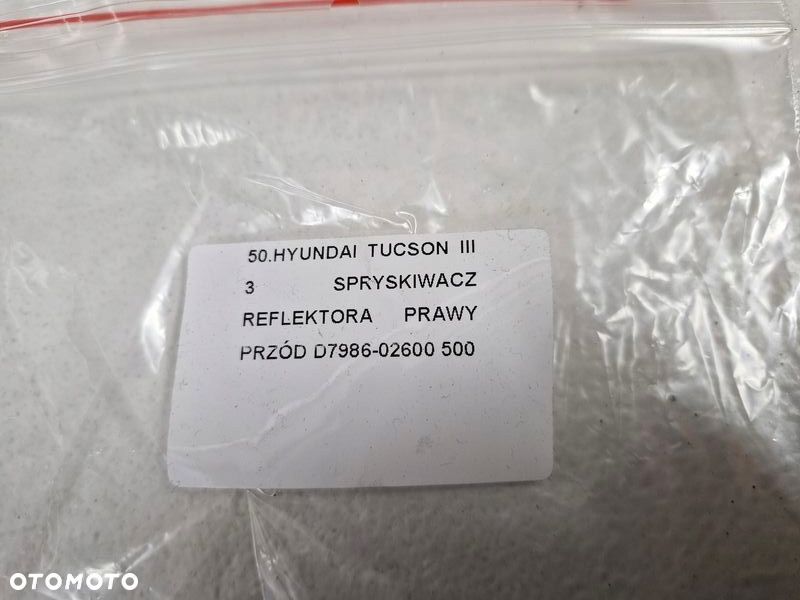 50.HYUNDAI TUCSON III
3 SPRYSKIWACZ
REFLEKTORA PRAWY
PRZÓD D7986-02600 500
OTOMOTO